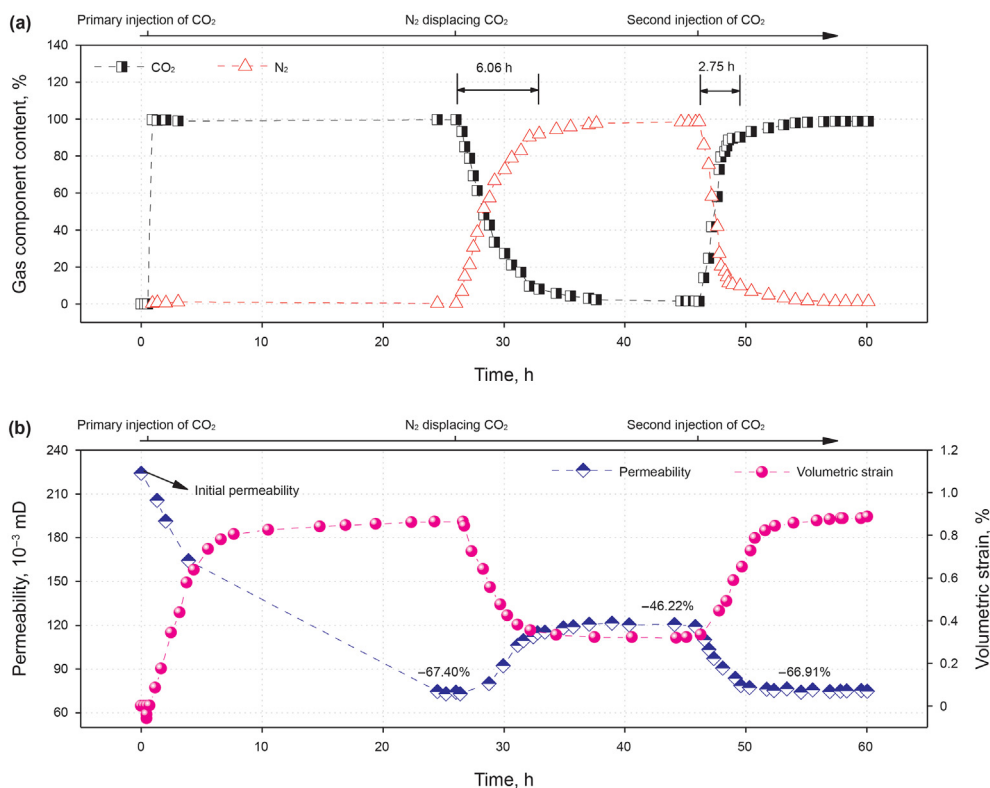 (a)
Primary injection of CO₂
N₂ displacing CO₂
Second injection of CO₂
140
120
100
80
60
40
20
0
Gas component content, %
CO₂
N₂
6.06 h
2.75 h
0
10
20
30
40
50
60
Time, h
(b)
Primary injection of CO₂
N₂ displacing CO₂
Second injection of CO₂
240
210
180
150
120
90
60
Permeability, 10⁻³ mD
Initial permeability
Permeability
Volumetric strain
−67.40%
−46.22%
−66.91%
1.2
1.0
0.8
0.6
0.4
0.2
0
Volumetric strain, %
0
10
20
30
40
50
60
Time, h